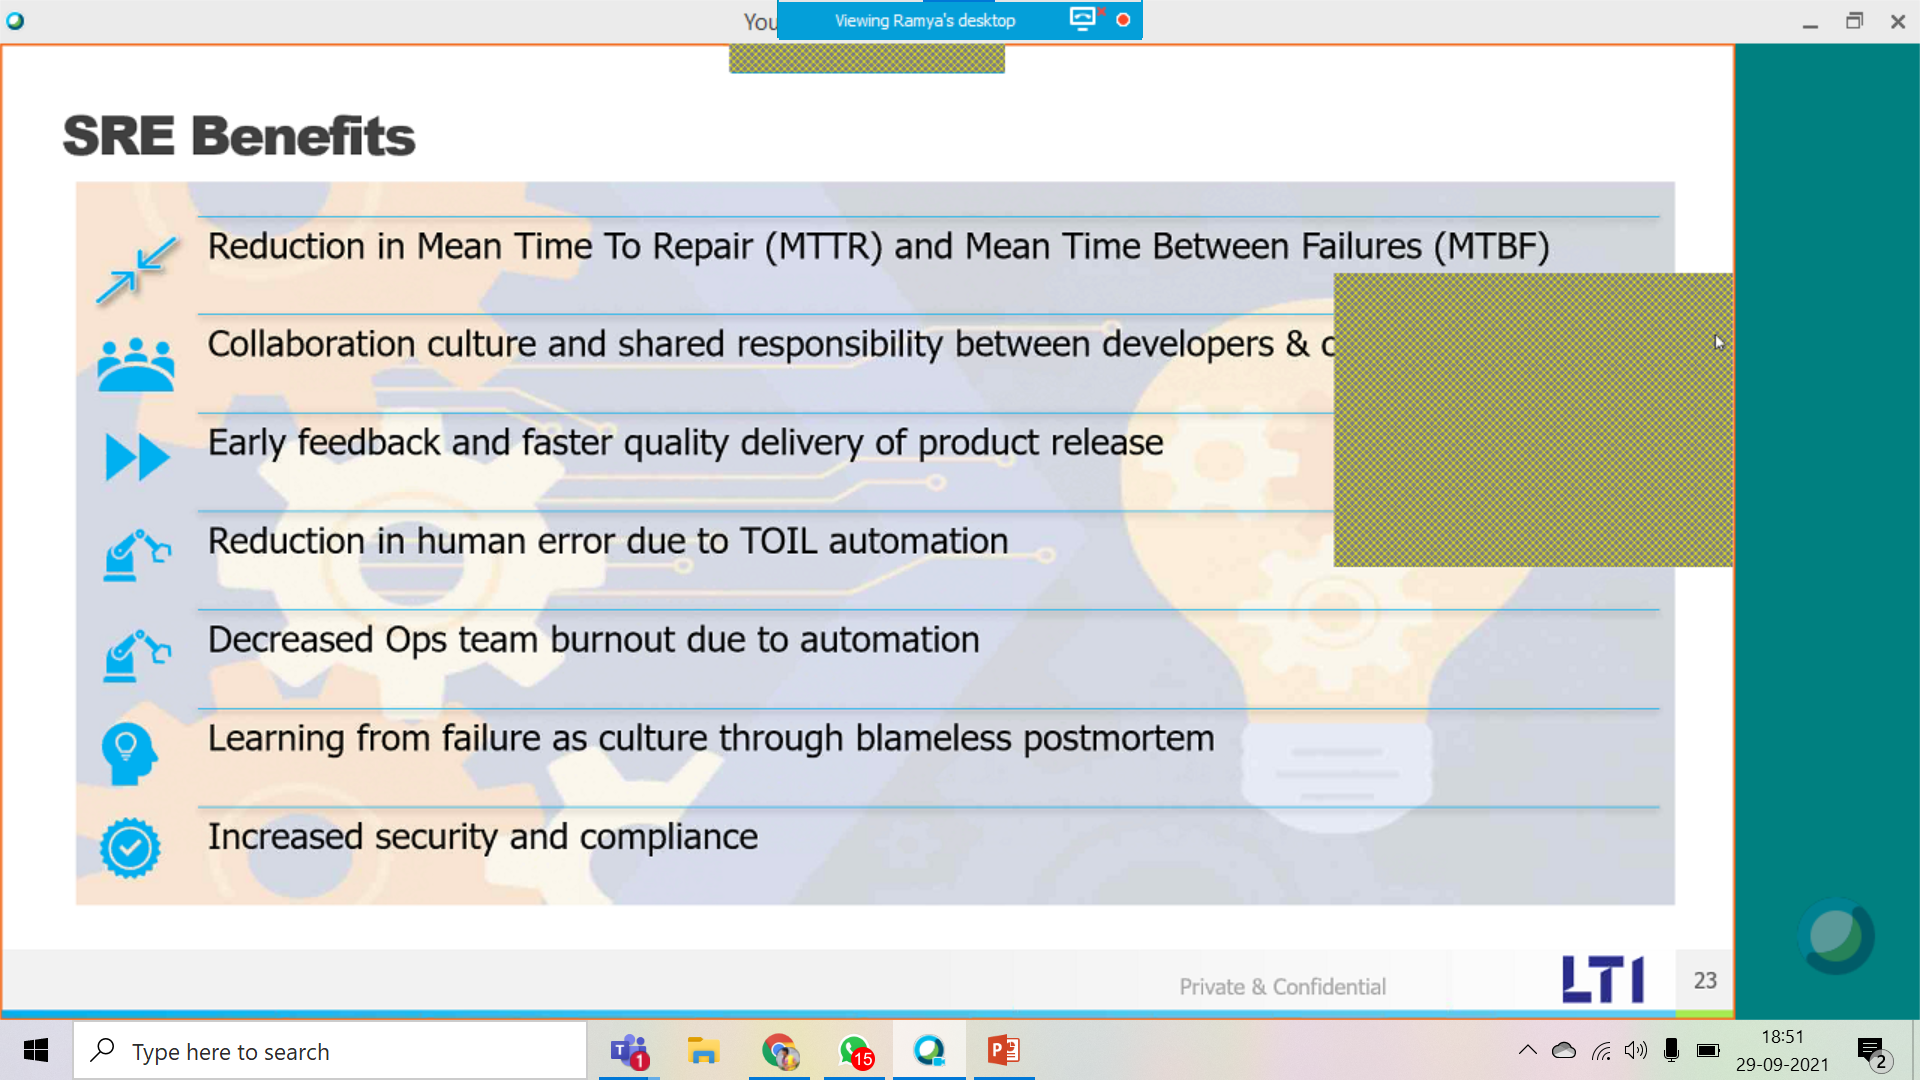 You
Viewing Ramya's desktop
SRE Benefits
Reduction in Mean Time To Repair (MTTR) and Mean Time Between Failures (MTBF)
Collaboration culture and shared responsibility between developers &
Early feedback and faster quality delivery of product release
Reduction in human error due to TOIL automation
Decreased Ops team burnout due to automation
Learning from failure as culture through blameless postmortem
Increased security and compliance
Private & Confidential
LTI
23
Type here to search
1
15
18:51
29-09-2021
2